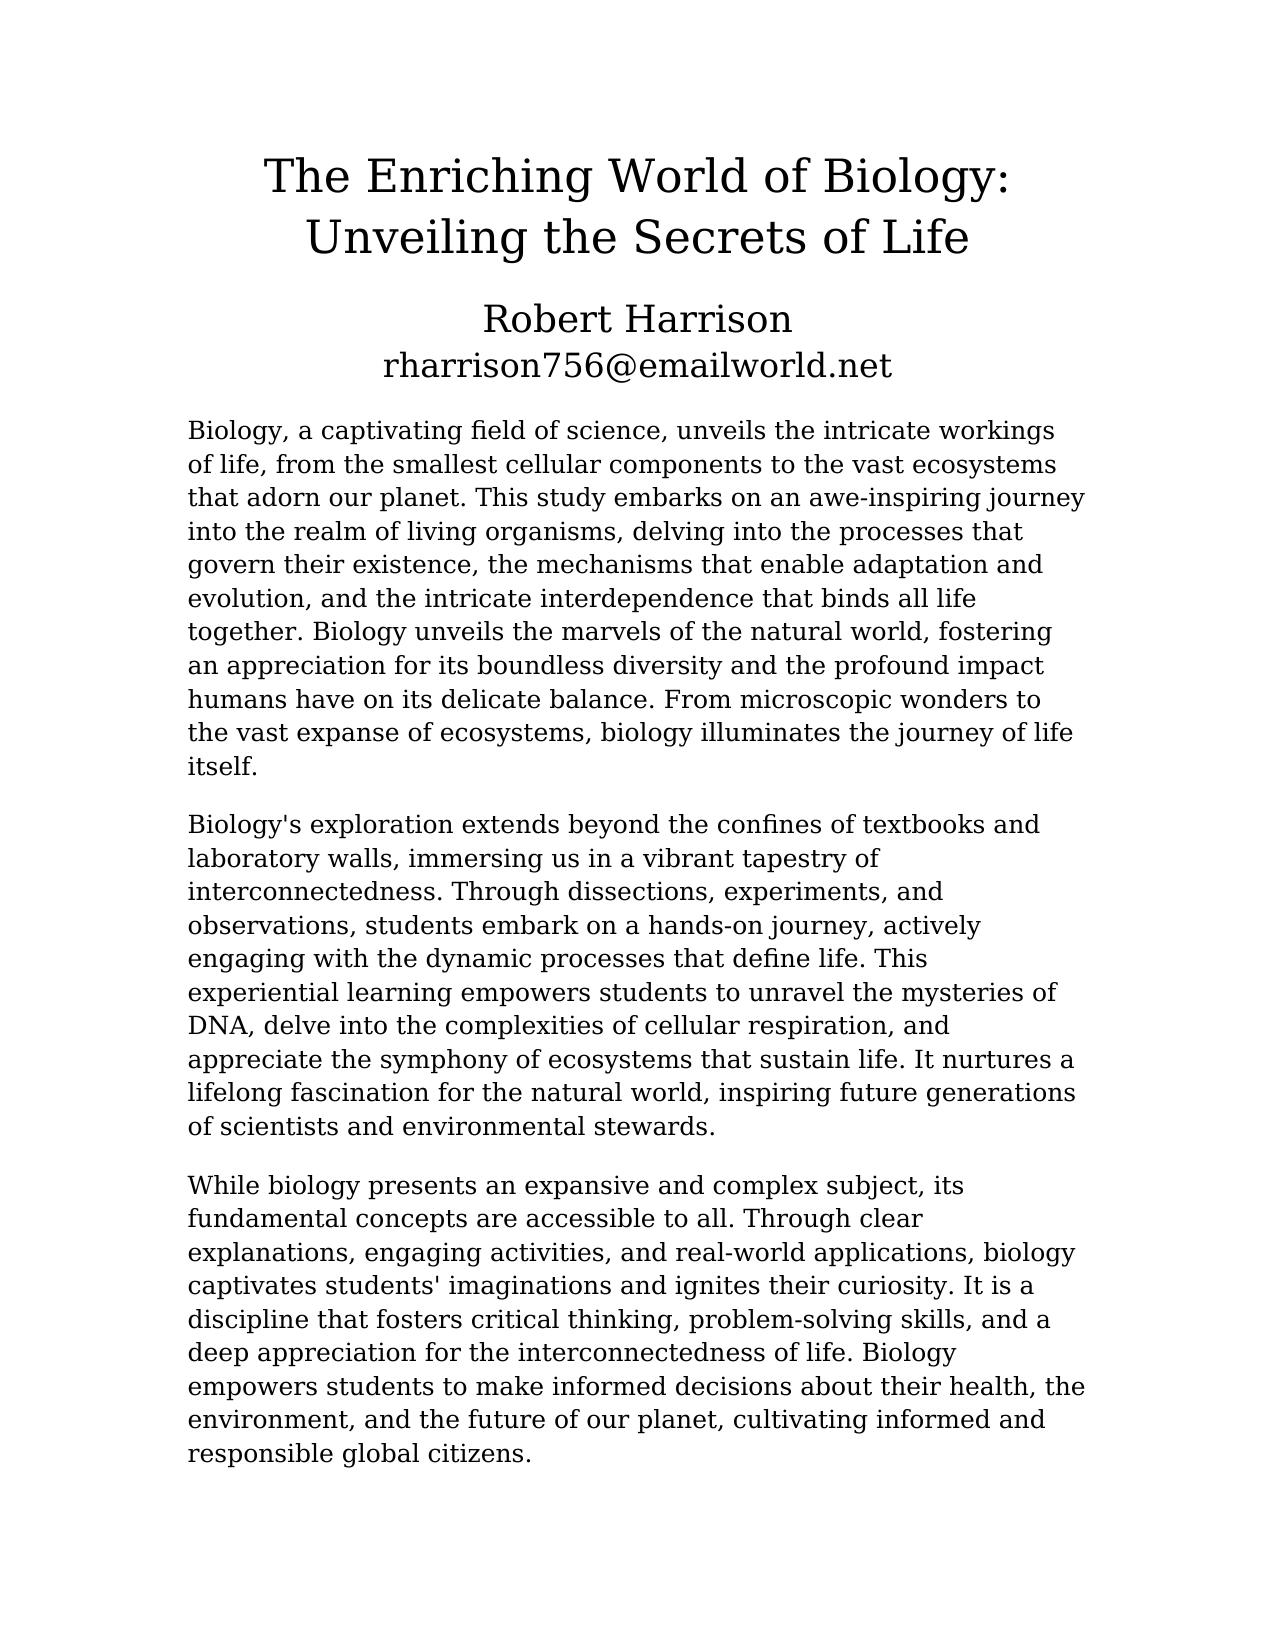 The Enriching World of Biology:
Unveiling the Secrets of Life
Robert Harrison
rharrison756@emailworld.net
Biology, a captivating field of science, unveils the intricate workings
of life, from the smallest cellular components to the vast ecosystems
that adorn our planet. This study embarks on an awe-inspiring journey
into the realm of living organisms, delving into the processes that
govern their existence, the mechanisms that enable adaptation and
evolution, and the intricate interdependence that binds all life
together. Biology unveils the marvels of the natural world, fostering
an appreciation for its boundless diversity and the profound impact
humans have on its delicate balance. From microscopic wonders to
the vast expanse of ecosystems, biology illuminates the journey of life
itself.
Biology's exploration extends beyond the confines of textbooks and
laboratory walls, immersing us in a vibrant tapestry of
interconnectedness. Through dissections, experiments, and
observations, students embark on a hands-on journey, actively
engaging with the dynamic processes that define life. This
experiential learning empowers students to unravel the mysteries of
DNA, delve into the complexities of cellular respiration, and
appreciate the symphony of ecosystems that sustain life. It nurtures a
lifelong fascination for the natural world, inspiring future generations
of scientists and environmental stewards.
While biology presents an expansive and complex subject, its
fundamental concepts are accessible to all. Through clear
explanations, engaging activities, and real-world applications, biology
captivates students' imaginations and ignites their curiosity. It is a
discipline that fosters critical thinking, problem-solving skills, and a
deep appreciation for the interconnectedness of life. Biology
empowers students to make informed decisions about their health, the
environment, and the future of our planet, cultivating informed and
responsible global citizens.